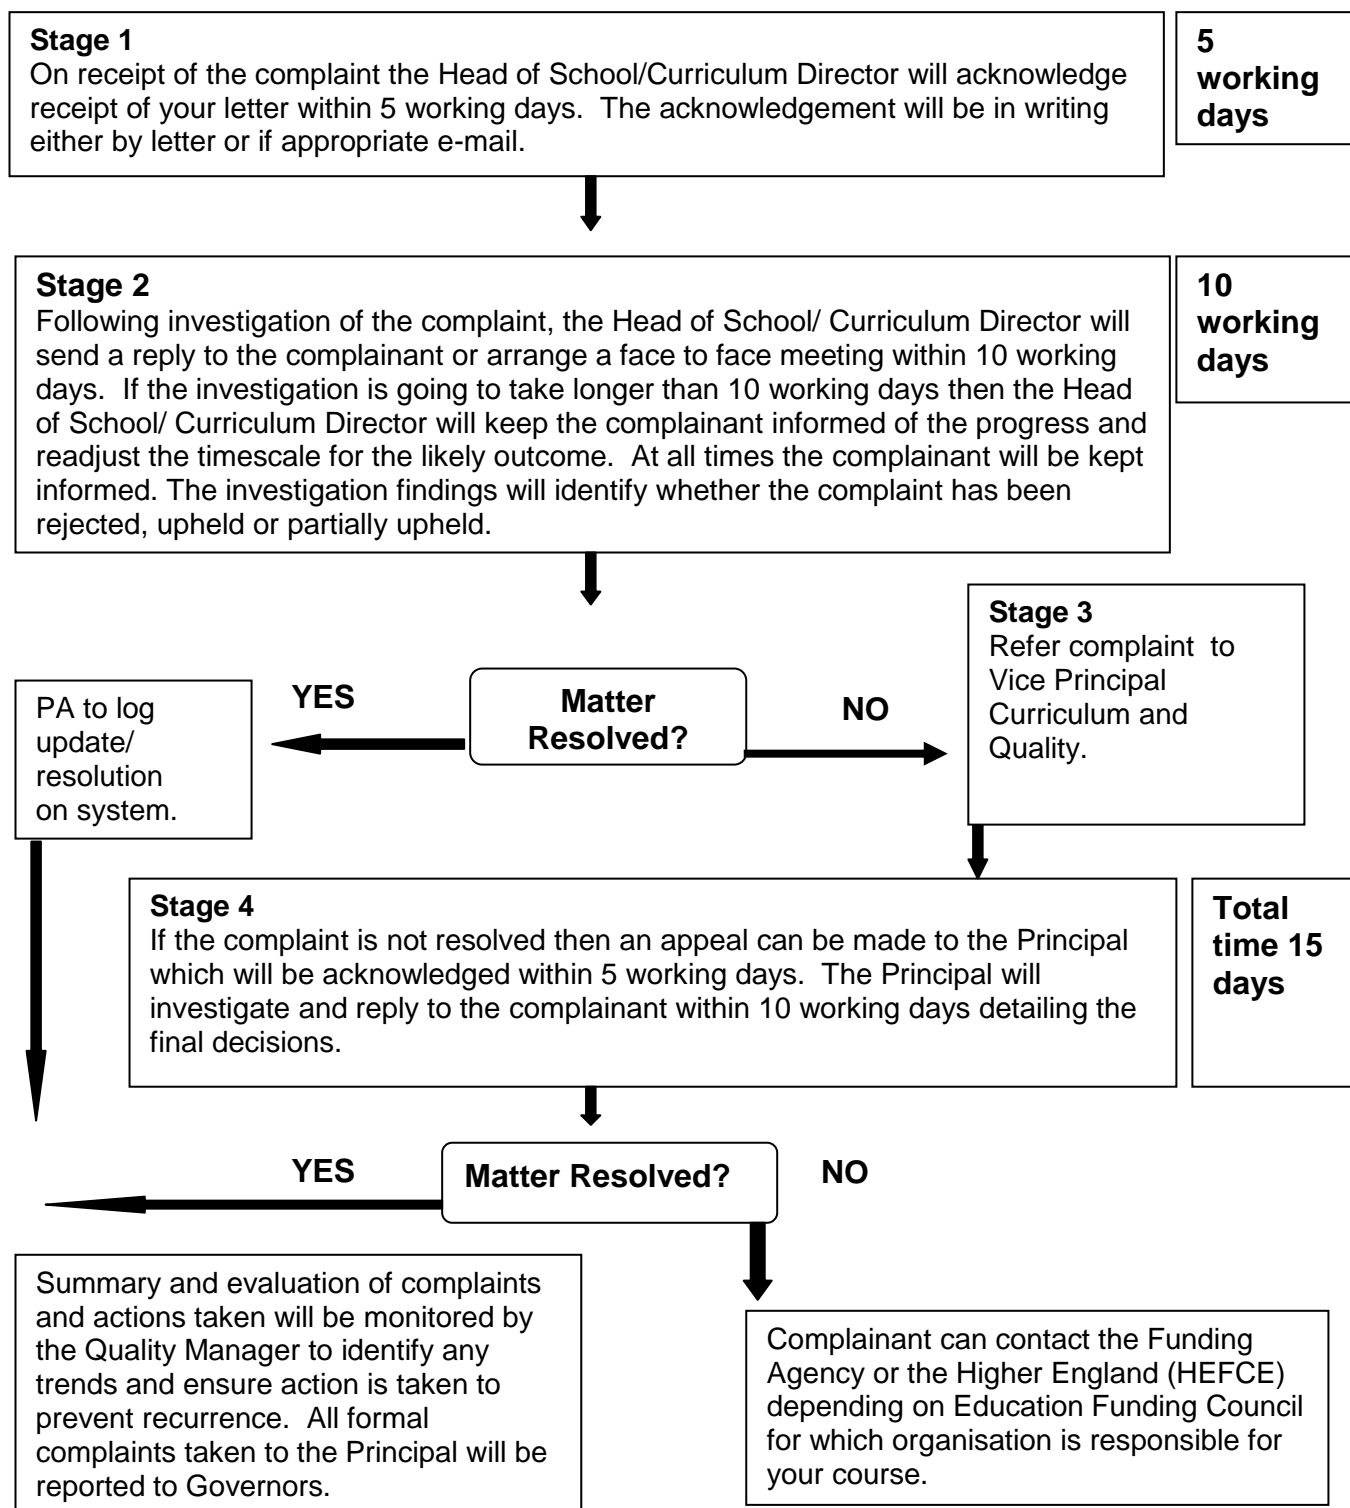 Stage 1
On receipt of the complaint the Head of School/Curriculum Director will acknowledge
receipt of your letter within 5 working days.  The acknowledgement will be in writing
either by letter or if appropriate e-mail.
5
working
days
Stage 2
Following investigation of the complaint, the Head of School/ Curriculum Director will
send a reply to the complainant or arrange a face to face meeting within 10 working
days.  If the investigation is going to take longer than 10 working days then the Head
of School/ Curriculum Director will keep the complainant informed of the progress and
readjust the timescale for the likely outcome.  At all times the complainant will be kept
informed. The investigation findings will identify whether the complaint has been
rejected, upheld or partially upheld.
10
working
days
Matter
Resolved?
YES
NO
PA to log
update/
resolution
on system.
Stage 3
Refer complaint  to
Vice Principal
Curriculum and
Quality.
Stage 4
If the complaint is not resolved then an appeal can be made to the Principal
which will be acknowledged within 5 working days.  The Principal will
investigate and reply to the complainant within 10 working days detailing the
final decisions.
Total
time 15
days
YES
Matter Resolved?
NO
Summary and evaluation of complaints
and actions taken will be monitored by
the Quality Manager to identify any
trends and ensure action is taken to
prevent recurrence.  All formal
complaints taken to the Principal will be
reported to Governors.
Complainant can contact the Funding
Agency or the Higher England (HEFCE)
depending on Education Funding Council
for which organisation is responsible for
your course.